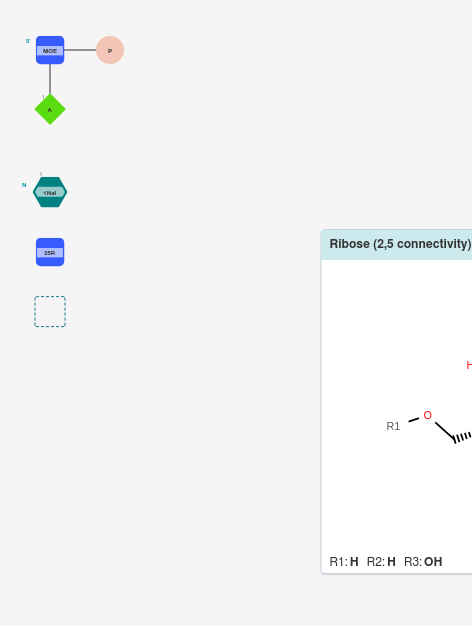 5'
MOE
P
1
A
1
N
1Nal
25R
Ribose (2,5 connectivity)
H
O
R1
R1: H R2: H R3: OH